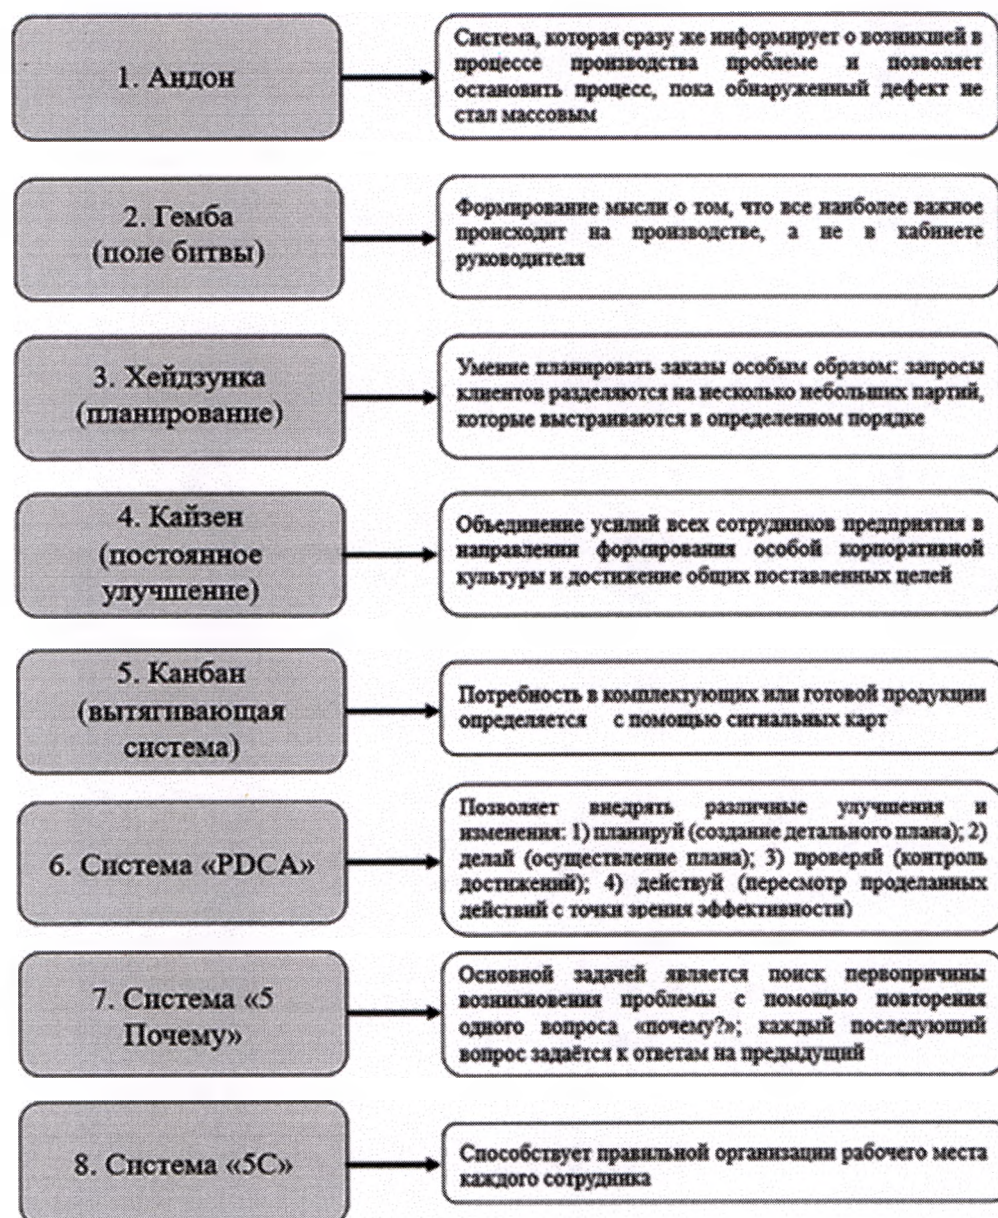 1. Андон
Система, которая сразу же информирует о возникшей в
процессе производства проблеме и позволяет
остановить процесс, пока обнаруженный дефект не
стал массовым
2. Гемба
(поле битвы)
Формирование мысли о том, что все наиболее важное
происходит на производстве, а не в кабинете
руководителя
3. Хейдзунка
(планирование)
Умение планировать заказы особым образом: запросы
клиентов разделяются на несколько небольших партий,
которые выстраиваются в определенном порядке
4. Кайзен
(постоянное
улучшение)
Объединение усилий всех сотрудников предприятия в
направлении формирования особой корпоративной
культуры и достижение общих поставленных целей
5. Канбан
(вытягивающая
система)
Потребность в комплектующих или готовой продукции
определяется с помощью сигнальных карт
6. Система «PDCA»
Позволяет внедрять различные улучшения и
изменения: 1) планируй (создание детального плана); 2)
делай (осуществление плана); 3) проверяй (контроль
достижений); 4) действуй (пересмотр проделанных
действий с точки зрения эффективности)
7. Система «5
Почему»
Основной задачей является поиск первопричины
возникновения проблемы с помощью повторения
одного вопроса «почему?»; каждый последующий
вопрос задаётся к ответам на предыдущий
8. Система «5С»
Способствует правильной организации рабочего места
каждого сотрудника